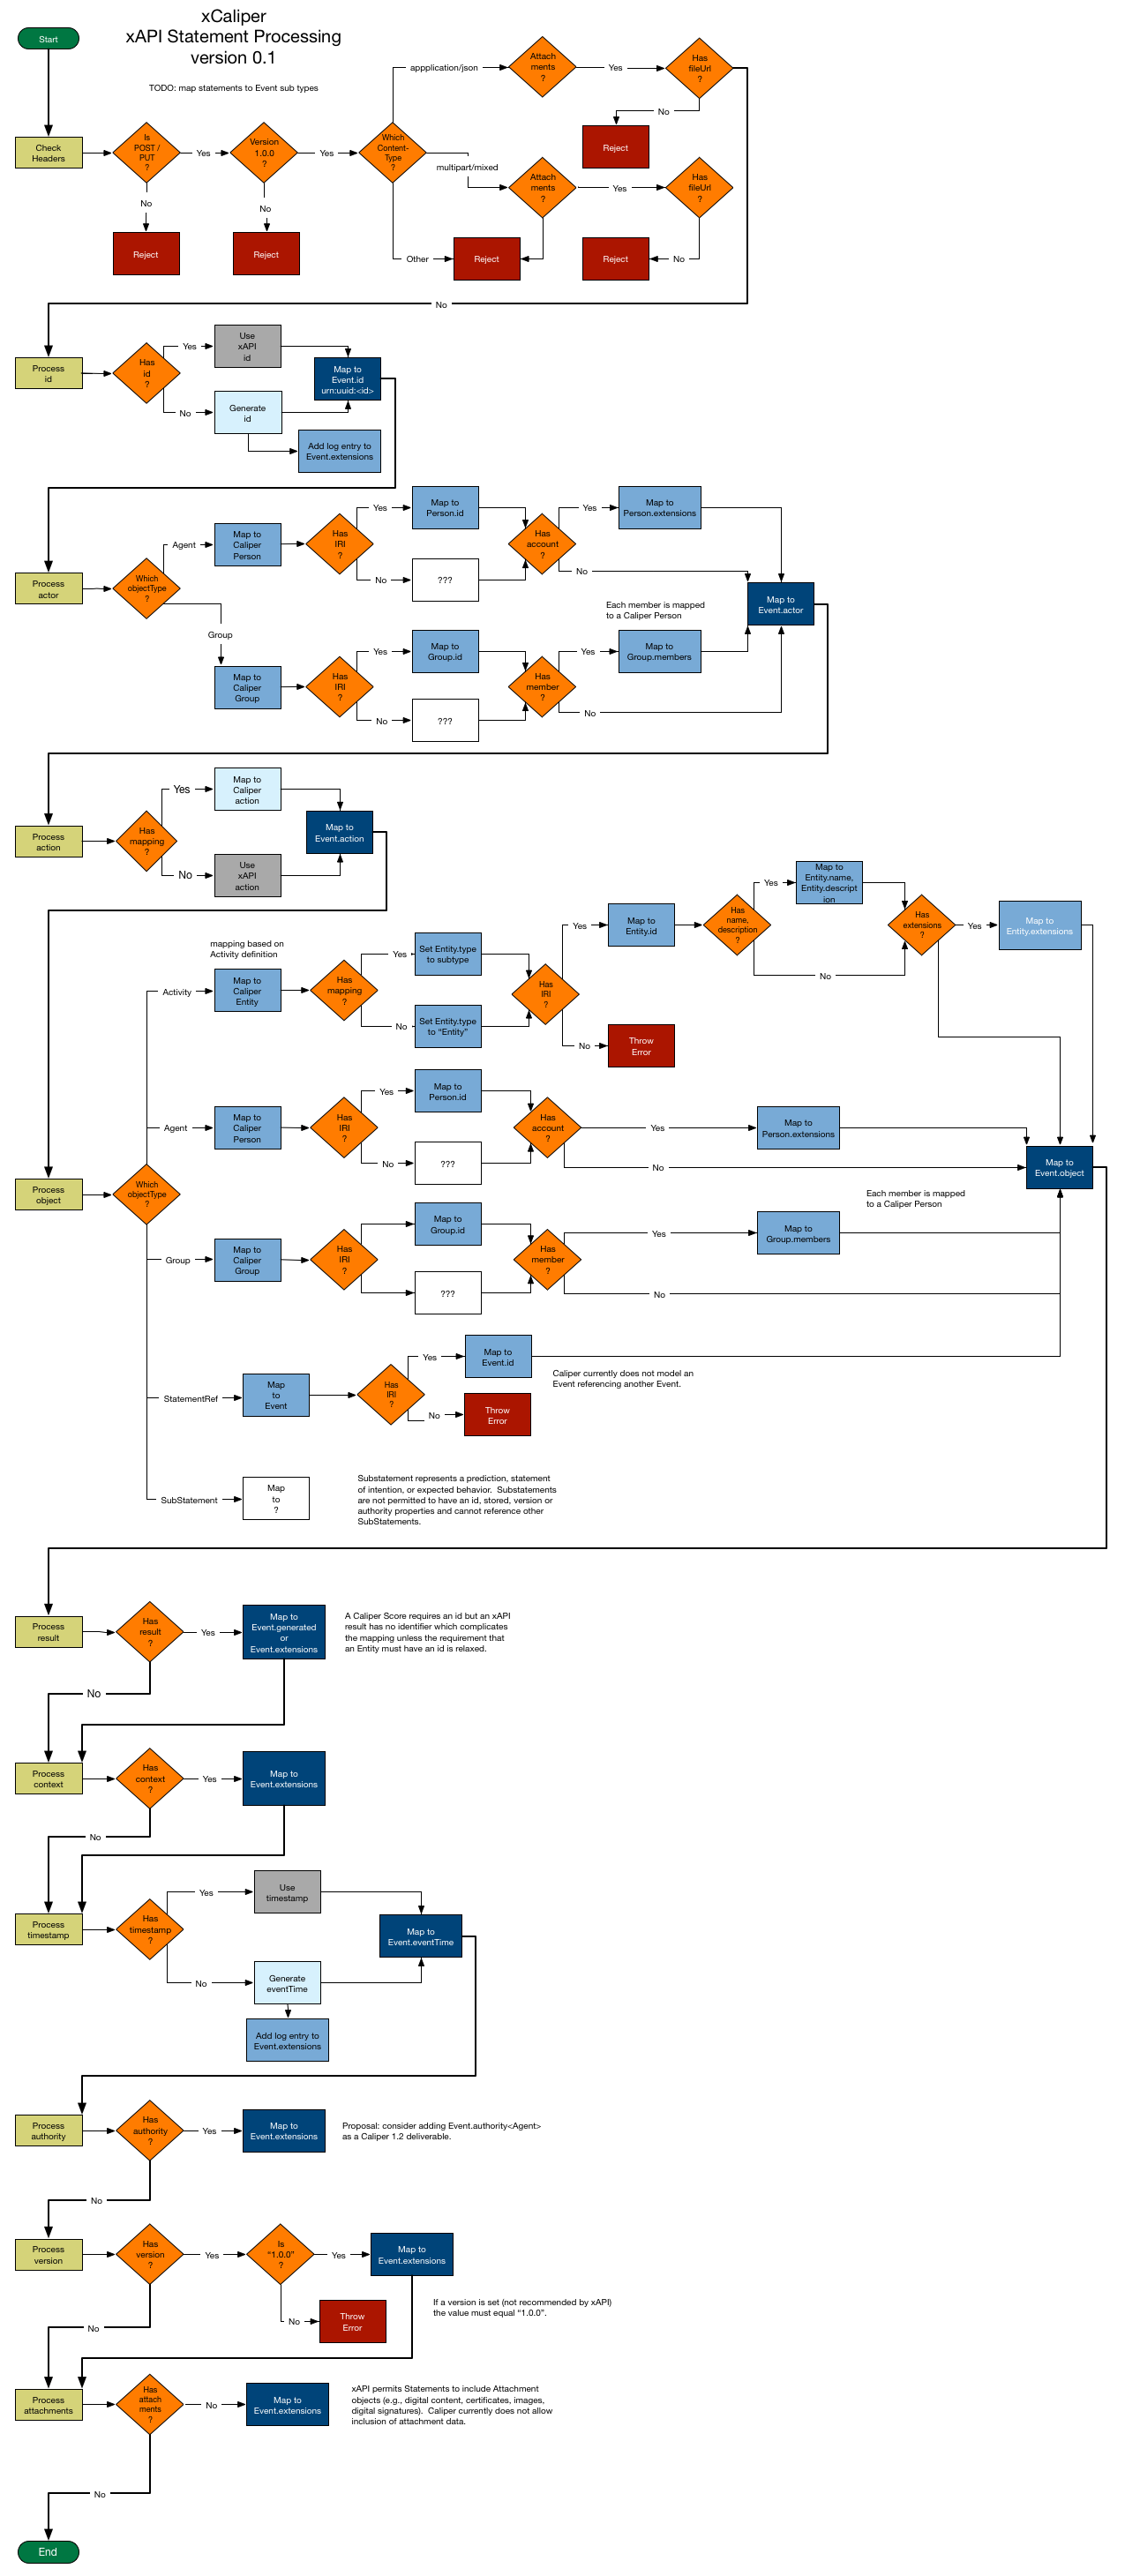 xCaliper
xAPI Statement Processing
version 0.1
TODO: map statements to Event sub types
Start
Check
Headers
Is
POST /
PUT
?
Yes
No
Reject
Version
1.0.0
?
Yes
No
Reject
Which
Content-
Type
?
appplication/json
Attach
ments
?
Yes
Has
fileUrl
?
No
Reject
multipart/mixed
Attach
ments
?
Yes
Has
fileUrl
?
Other
Reject
Reject
No
No
Process
id
Has
id
?
Yes
Use
xAPI
id
No
Generate
id
Map to
Event.id
urn:uuid:<id>
Add log entry to
Event.extensions
Process
actor
Which
objectType
?
Agent
Map to
Caliper
Person
Has
IRI
?
Yes
Map to
Person.id
No
???
Has
account
?
Yes
Map to
Person.extensions
No
Map to
Event.actor
Each member is mapped
to a Caliper Person
Group
Map to
Caliper
Group
Has
IRI
?
Yes
Map to
Group.id
No
???
Has
member
?
Yes
Map to
Group.members
No
Process
action
Has
mapping
?
Yes
Map to
Caliper
action
No
Use
xAPI
action
Map to
Event.action
Process
object
Which
objectType
?
mapping based on
Activity definition
Activity
Map to
Caliper
Entity
Has
mapping
?
Yes
Set Entity.type
to subtype
No
Set Entity.type
to “Entity”
Has
IRI
?
Yes
Map to
Entity.id
No
Throw
Error
Has
name,
description
?
Yes
Map to
Entity.name,
Entity.descript
ion
No
Has
extensions
?
Yes
Map to
Entity.extensions
Agent
Map to
Caliper
Person
Has
IRI
?
Yes
Map to
Person.id
No
???
Has
account
?
Yes
Map to
Person.extensions
No
Map to
Event.object
Each member is mapped
to a Caliper Person
Group
Map to
Caliper
Group
Has
IRI
?
Map to
Group.id
???
Has
member
?
Yes
Map to
Group.members
No
StatementRef
Map
to
Event
Has
IRI
?
Yes
Map to
Event.id
No
Throw
Error
Caliper currently does not model an
Event referencing another Event.
SubStatement
Map
to
?
Substatement represents a prediction, statement
of intention, or expected behavior.  Substatements
are not permitted to have an id, stored, version or
authority properties and cannot reference other
SubStatements.
Process
result
Has
result
?
Yes
Map to
Event.generated
or
Event.extensions
A Caliper Score requires an id but an xAPI
result has no identifier which complicates
the mapping unless the requirement that
an Entity must have an id is relaxed.
No
Process
context
Has
context
?
Yes
Map to
Event.extensions
No
Process
timestamp
Has
timestamp
?
Yes
Use
timestamp
No
Generate
eventTime
Map to
Event.eventTime
Add log entry to
Event.extensions
Process
authority
Has
authority
?
Yes
Map to
Event.extensions
Proposal: consider adding Event.authority<Agent>
as a Caliper 1.2 deliverable.
No
Process
version
Has
version
?
Yes
Is
“1.0.0”
?
Yes
Map to
Event.extensions
No
Throw
Error
If a version is set (not recommended by xAPI)
the value must equal “1.0.0”.
No
Process
attachments
Has
attach
ments
?
No
Map to
Event.extensions
xAPI permits Statements to include Attachment
objects (e.g., digital content, certificates, images,
digital signatures).  Caliper currently does not allow
inclusion of attachment data.
No
End